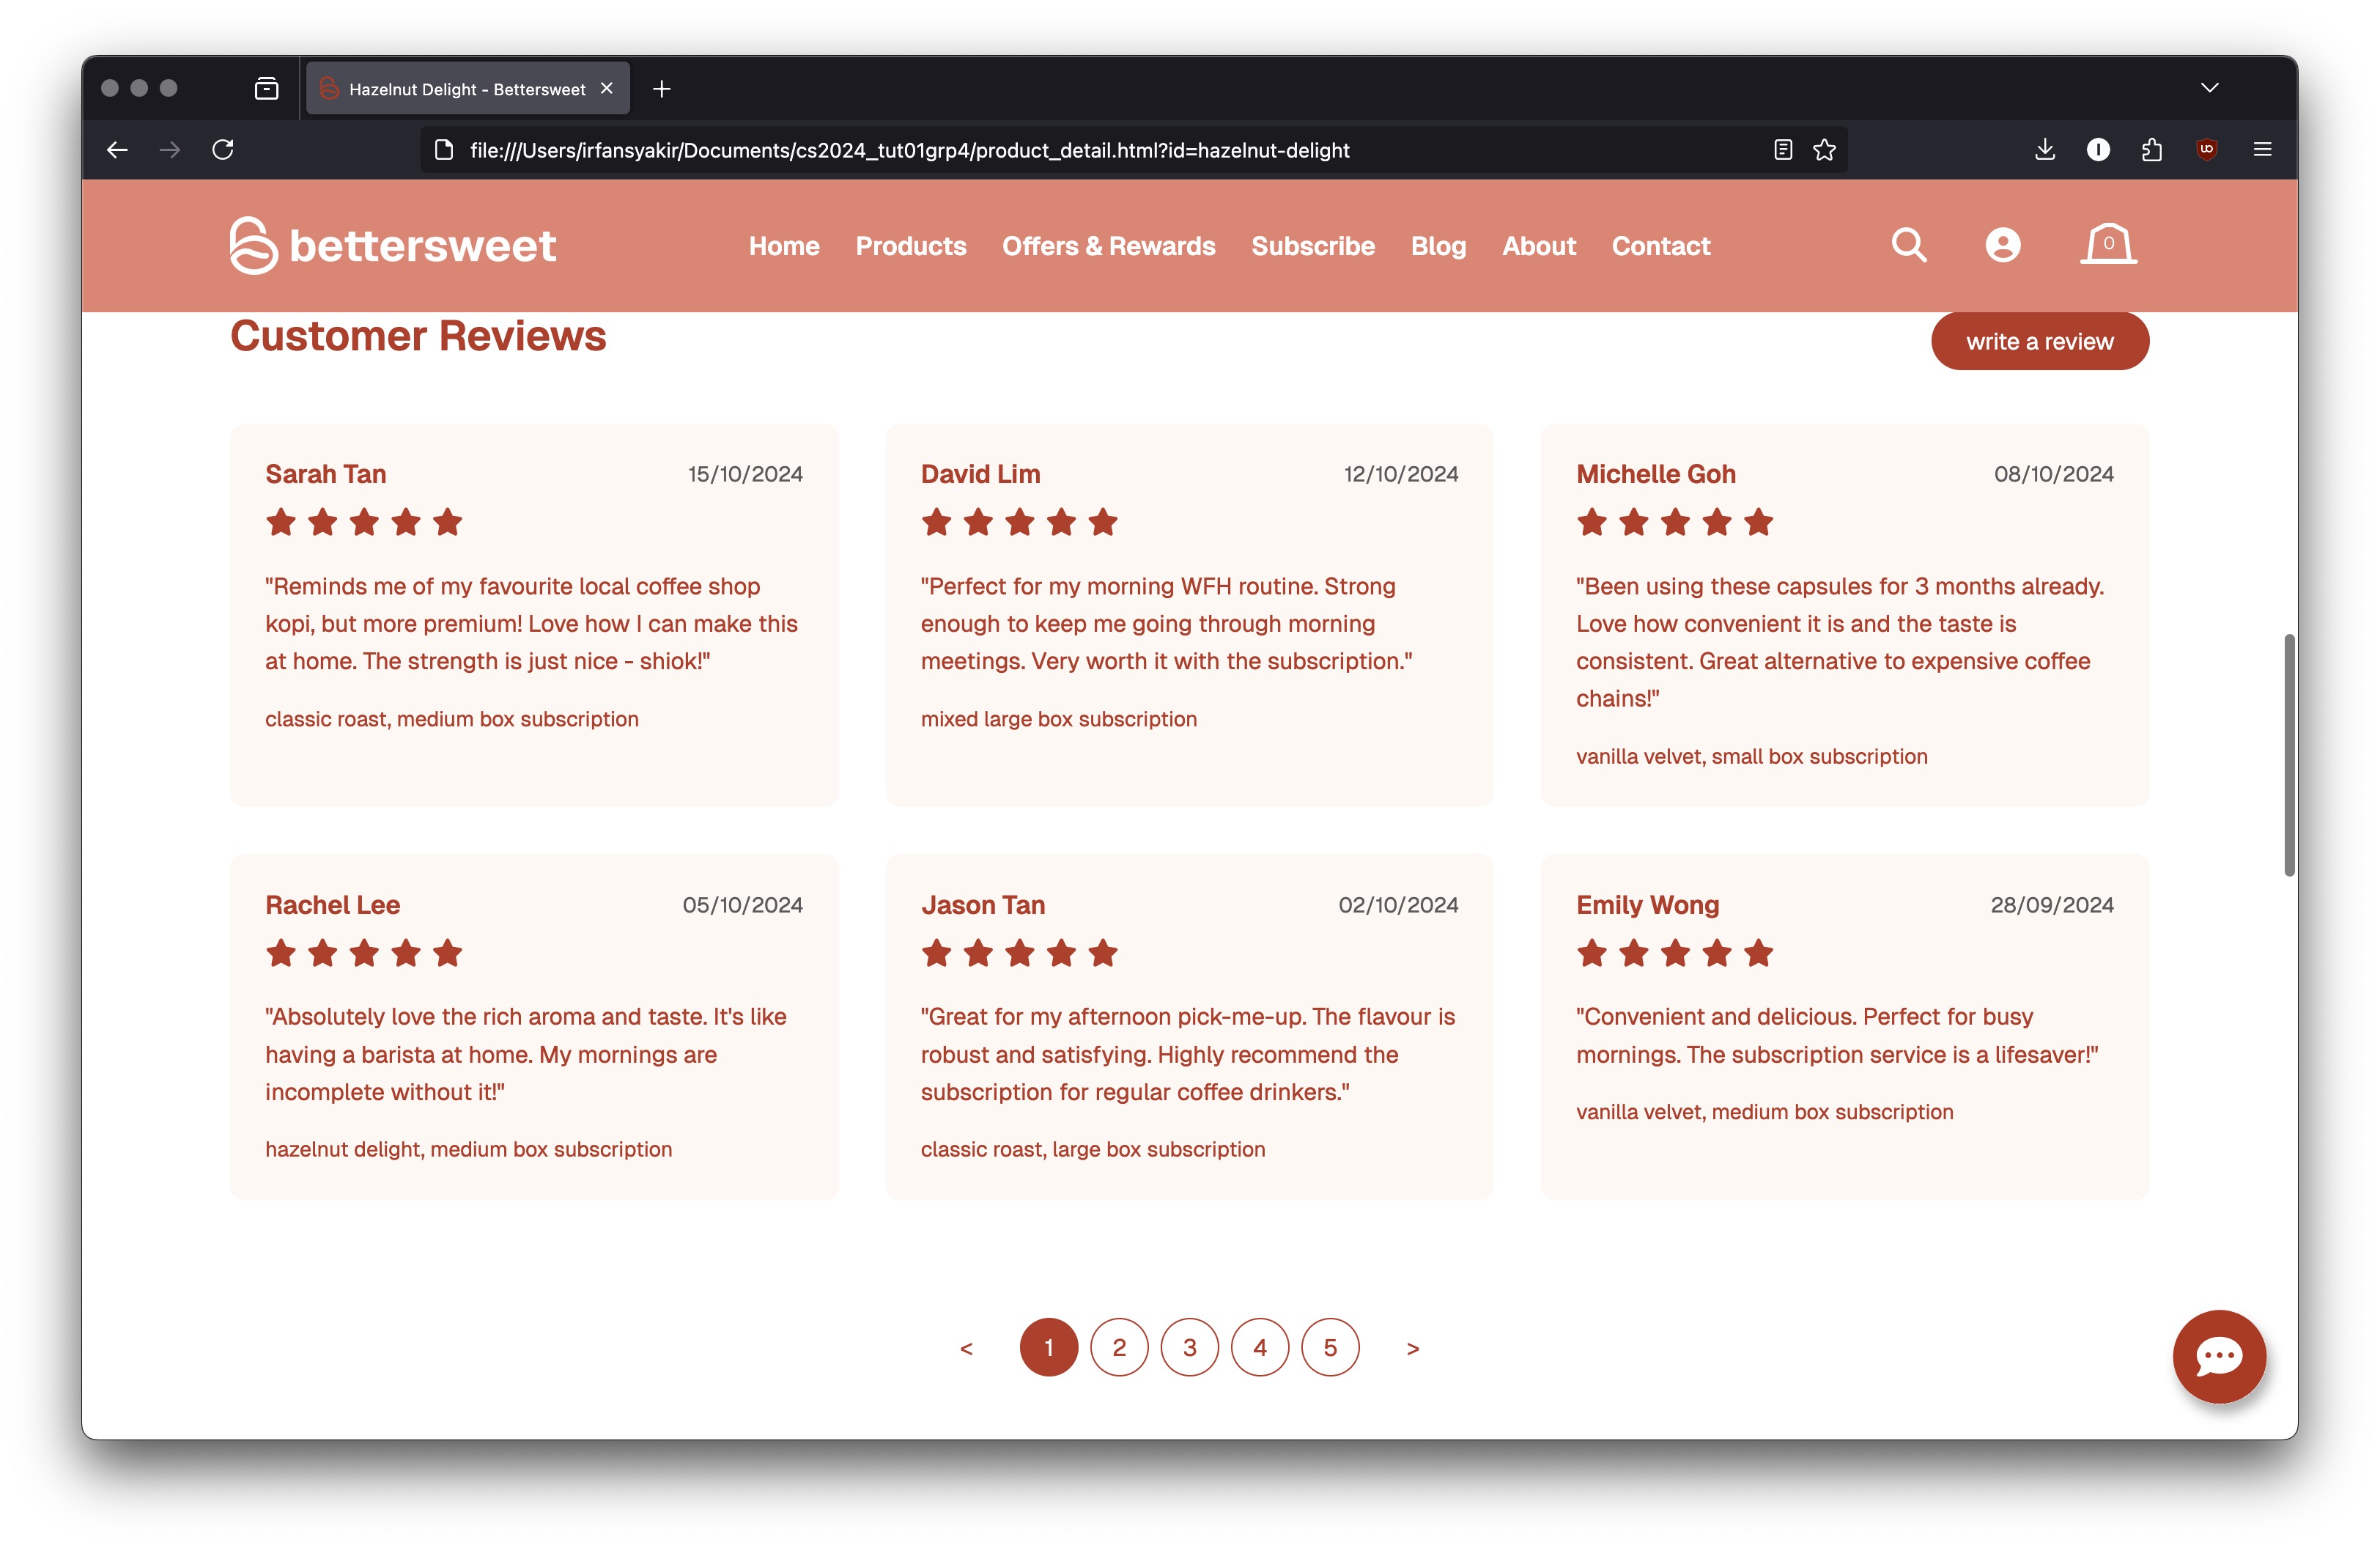 Hazelnut Delight - Bettersweet
file:///Users/irfansyakir/Documents/cs2024_tut01grp4/product_detail.html?id=hazelnut-delight
bettersweet
Home Products Offers & Rewards Subscribe Blog About Contact
0
Customer Reviews
write a review
Sarah Tan 15/10/2024
"Reminds me of my favourite local coffee shop
kopi, but more premium! Love how I can make this
at home. The strength is just nice - shiok!"
classic roast, medium box subscription
David Lim 12/10/2024
"Perfect for my morning WFH routine. Strong
enough to keep me going through morning
meetings. Very worth it with the subscription."
mixed large box subscription
Michelle Goh 08/10/2024
"Been using these capsules for 3 months already.
Love how convenient it is and the taste is
consistent. Great alternative to expensive coffee
chains!"
vanilla velvet, small box subscription
Rachel Lee 05/10/2024
"Absolutely love the rich aroma and taste. It's like
having a barista at home. My mornings are
incomplete without it!"
hazelnut delight, medium box subscription
Jason Tan 02/10/2024
"Great for my afternoon pick-me-up. The flavour is
robust and satisfying. Highly recommend the
subscription for regular coffee drinkers."
classic roast, large box subscription
Emily Wong 28/09/2024
"Convenient and delicious. Perfect for busy
mornings. The subscription service is a lifesaver!"
vanilla velvet, medium box subscription
< 1 2 3 4 5 >